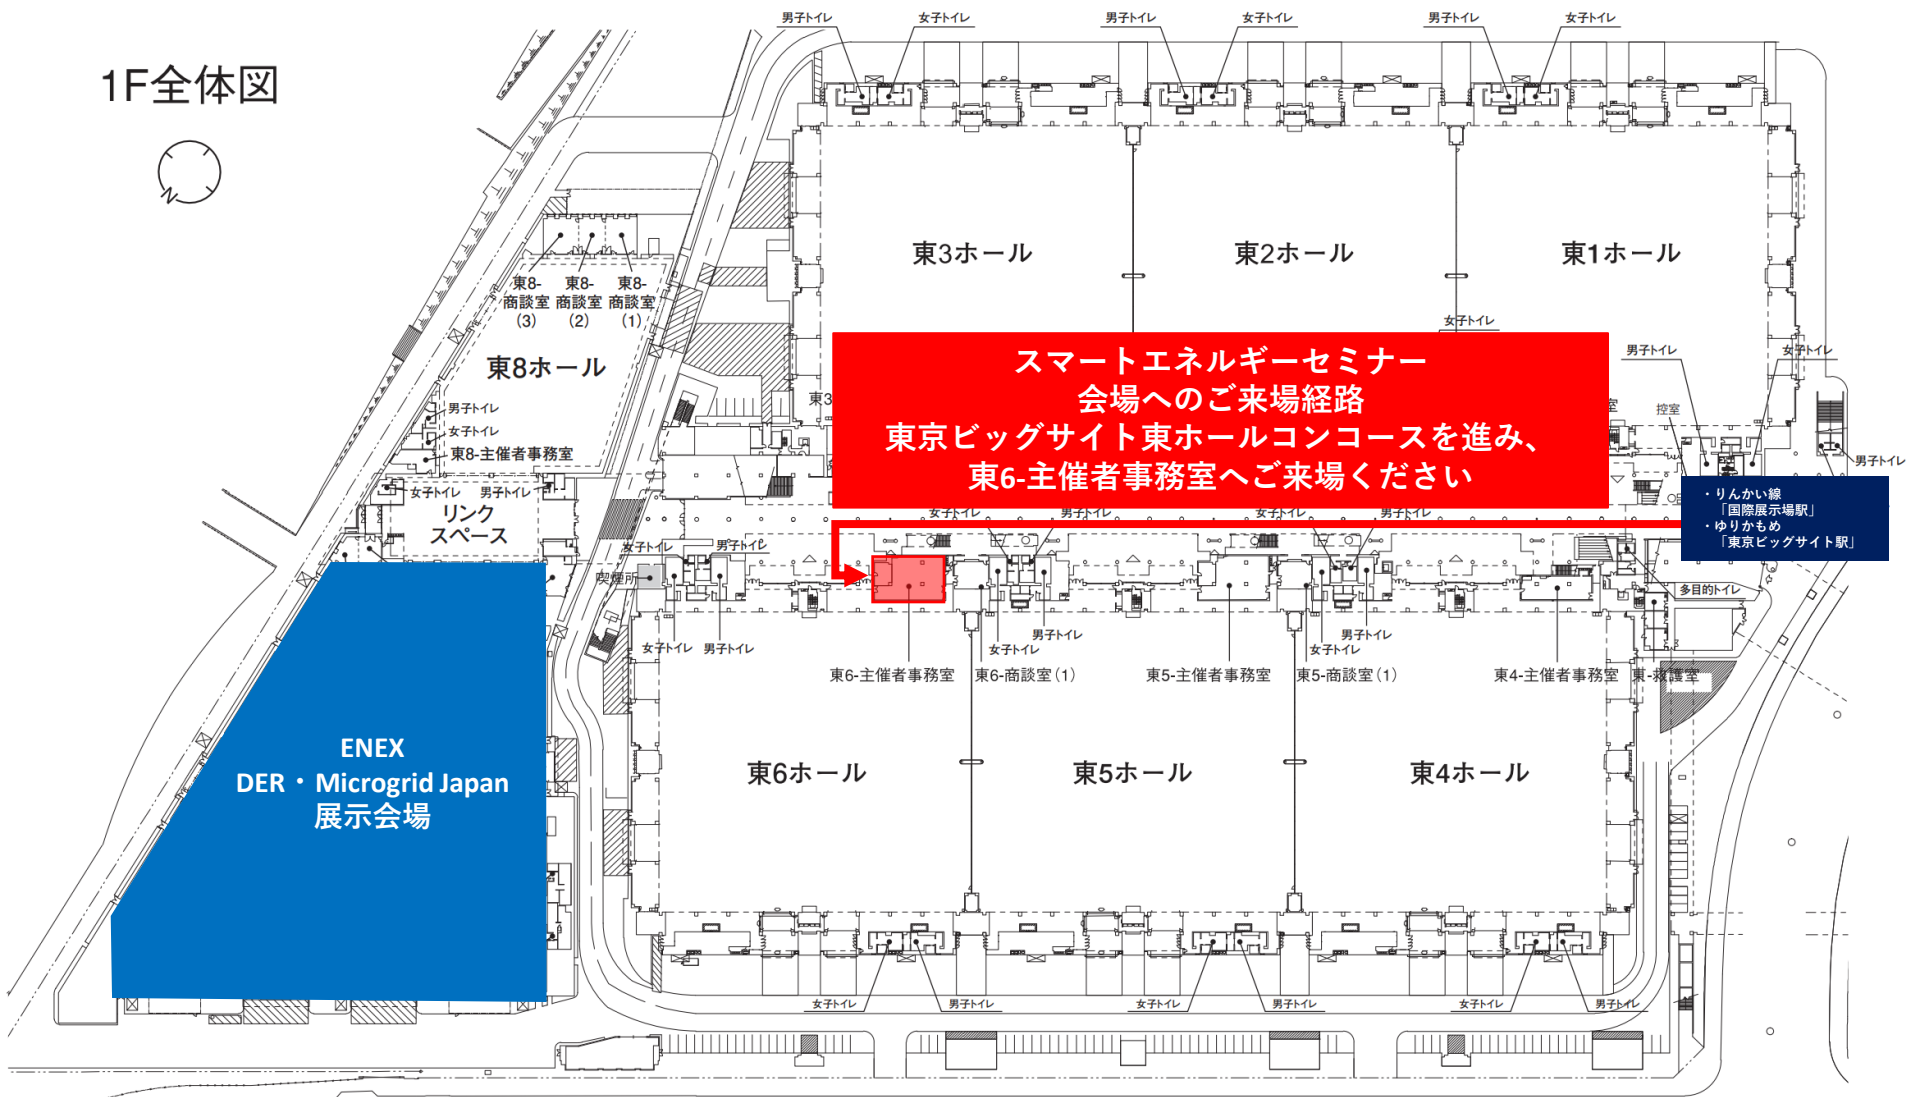 1F全体図
N
男子トイレ
女子トイレ
男子トイレ
女子トイレ
男子トイレ
女子トイレ
東3ホール
東2ホール
東1ホール
東8-
商談室
(3)
東8-
商談室
(2)
東8-
商談室
(1)
東8ホール
男子トイレ
女子トイレ
東8-主催者事務室
女子トイレ
男子トイレ
リンク
スペース
女子トイレ
男子トイレ
女子トイレ
東3
スマートエネルギーセミナー
会場へのご来場経路
東京ビッグサイト東ホールコンコースを進み、
東6-主催者事務室へご来場ください
室
控室
男子トイレ
・りんかい線
「国際展示場駅」
・ゆりかもめ
「東京ビッグサイト駅」
女子トイレ
男子トイレ
女子トイレ
男子トイレ
女子トイレ
男子トイレ
喫煙所
多目的トイレ
女子トイレ
男子トイレ
女子トイレ
男子トイレ
女子トイレ
男子トイレ
東6-主催者事務室
東6-商談室(1)
東5-主催者事務室
東5-商談室(1)
東4-主催者事務室
東-救護室
ENEX
DER・Microgrid Japan
展示会場
東6ホール
東5ホール
東4ホール
女子トイレ
男子トイレ
女子トイレ
男子トイレ
女子トイレ
男子トイレ